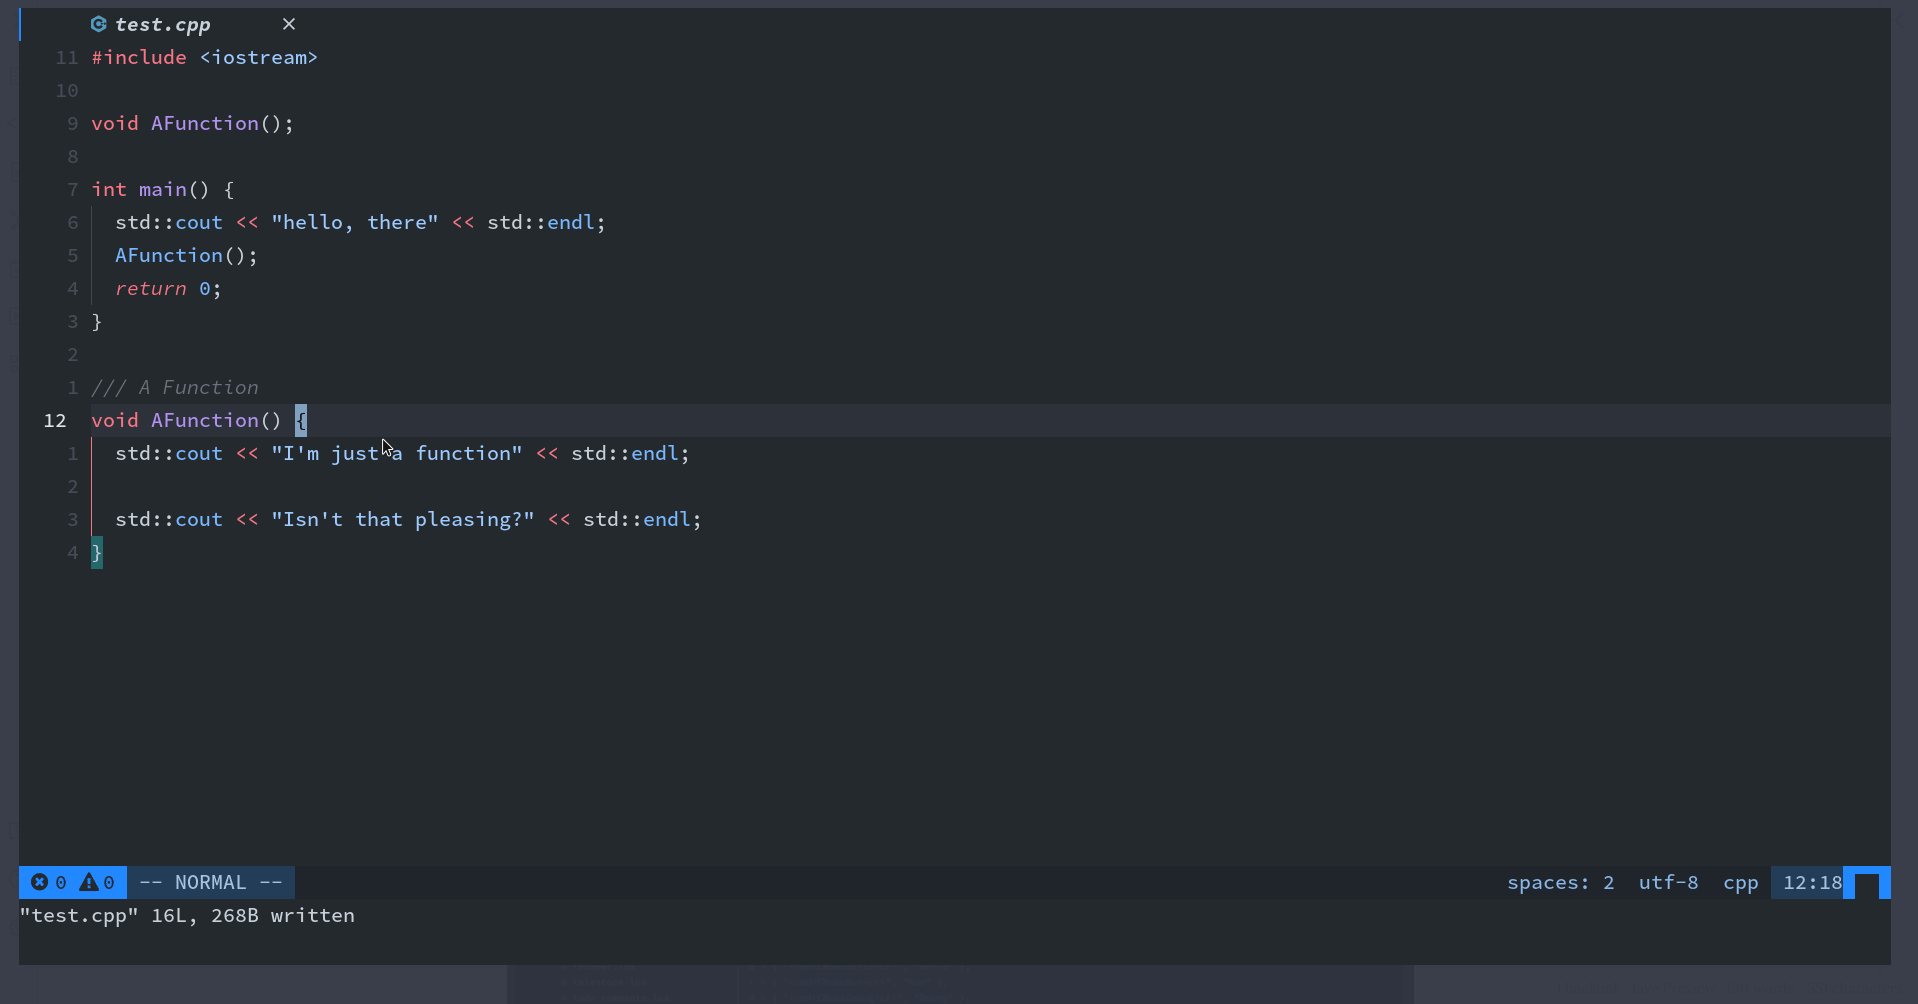 test.cpp ×
11 #include <iostream>
10
9 void AFunction();
8
7 int main() {
6   std::cout << "hello, there" << std::endl;
5   AFunction();
4   return 0;
3 }
2
1 /// A Function
12 void AFunction() {
1   std::cout << "I'm just a function" << std::endl;
2
3   std::cout << "Isn't that pleasing?" << std::endl;
4 }
0 0 -- NORMAL -- spaces: 2 utf-8 cpp 12:18
"test.cpp" 16L, 268B written